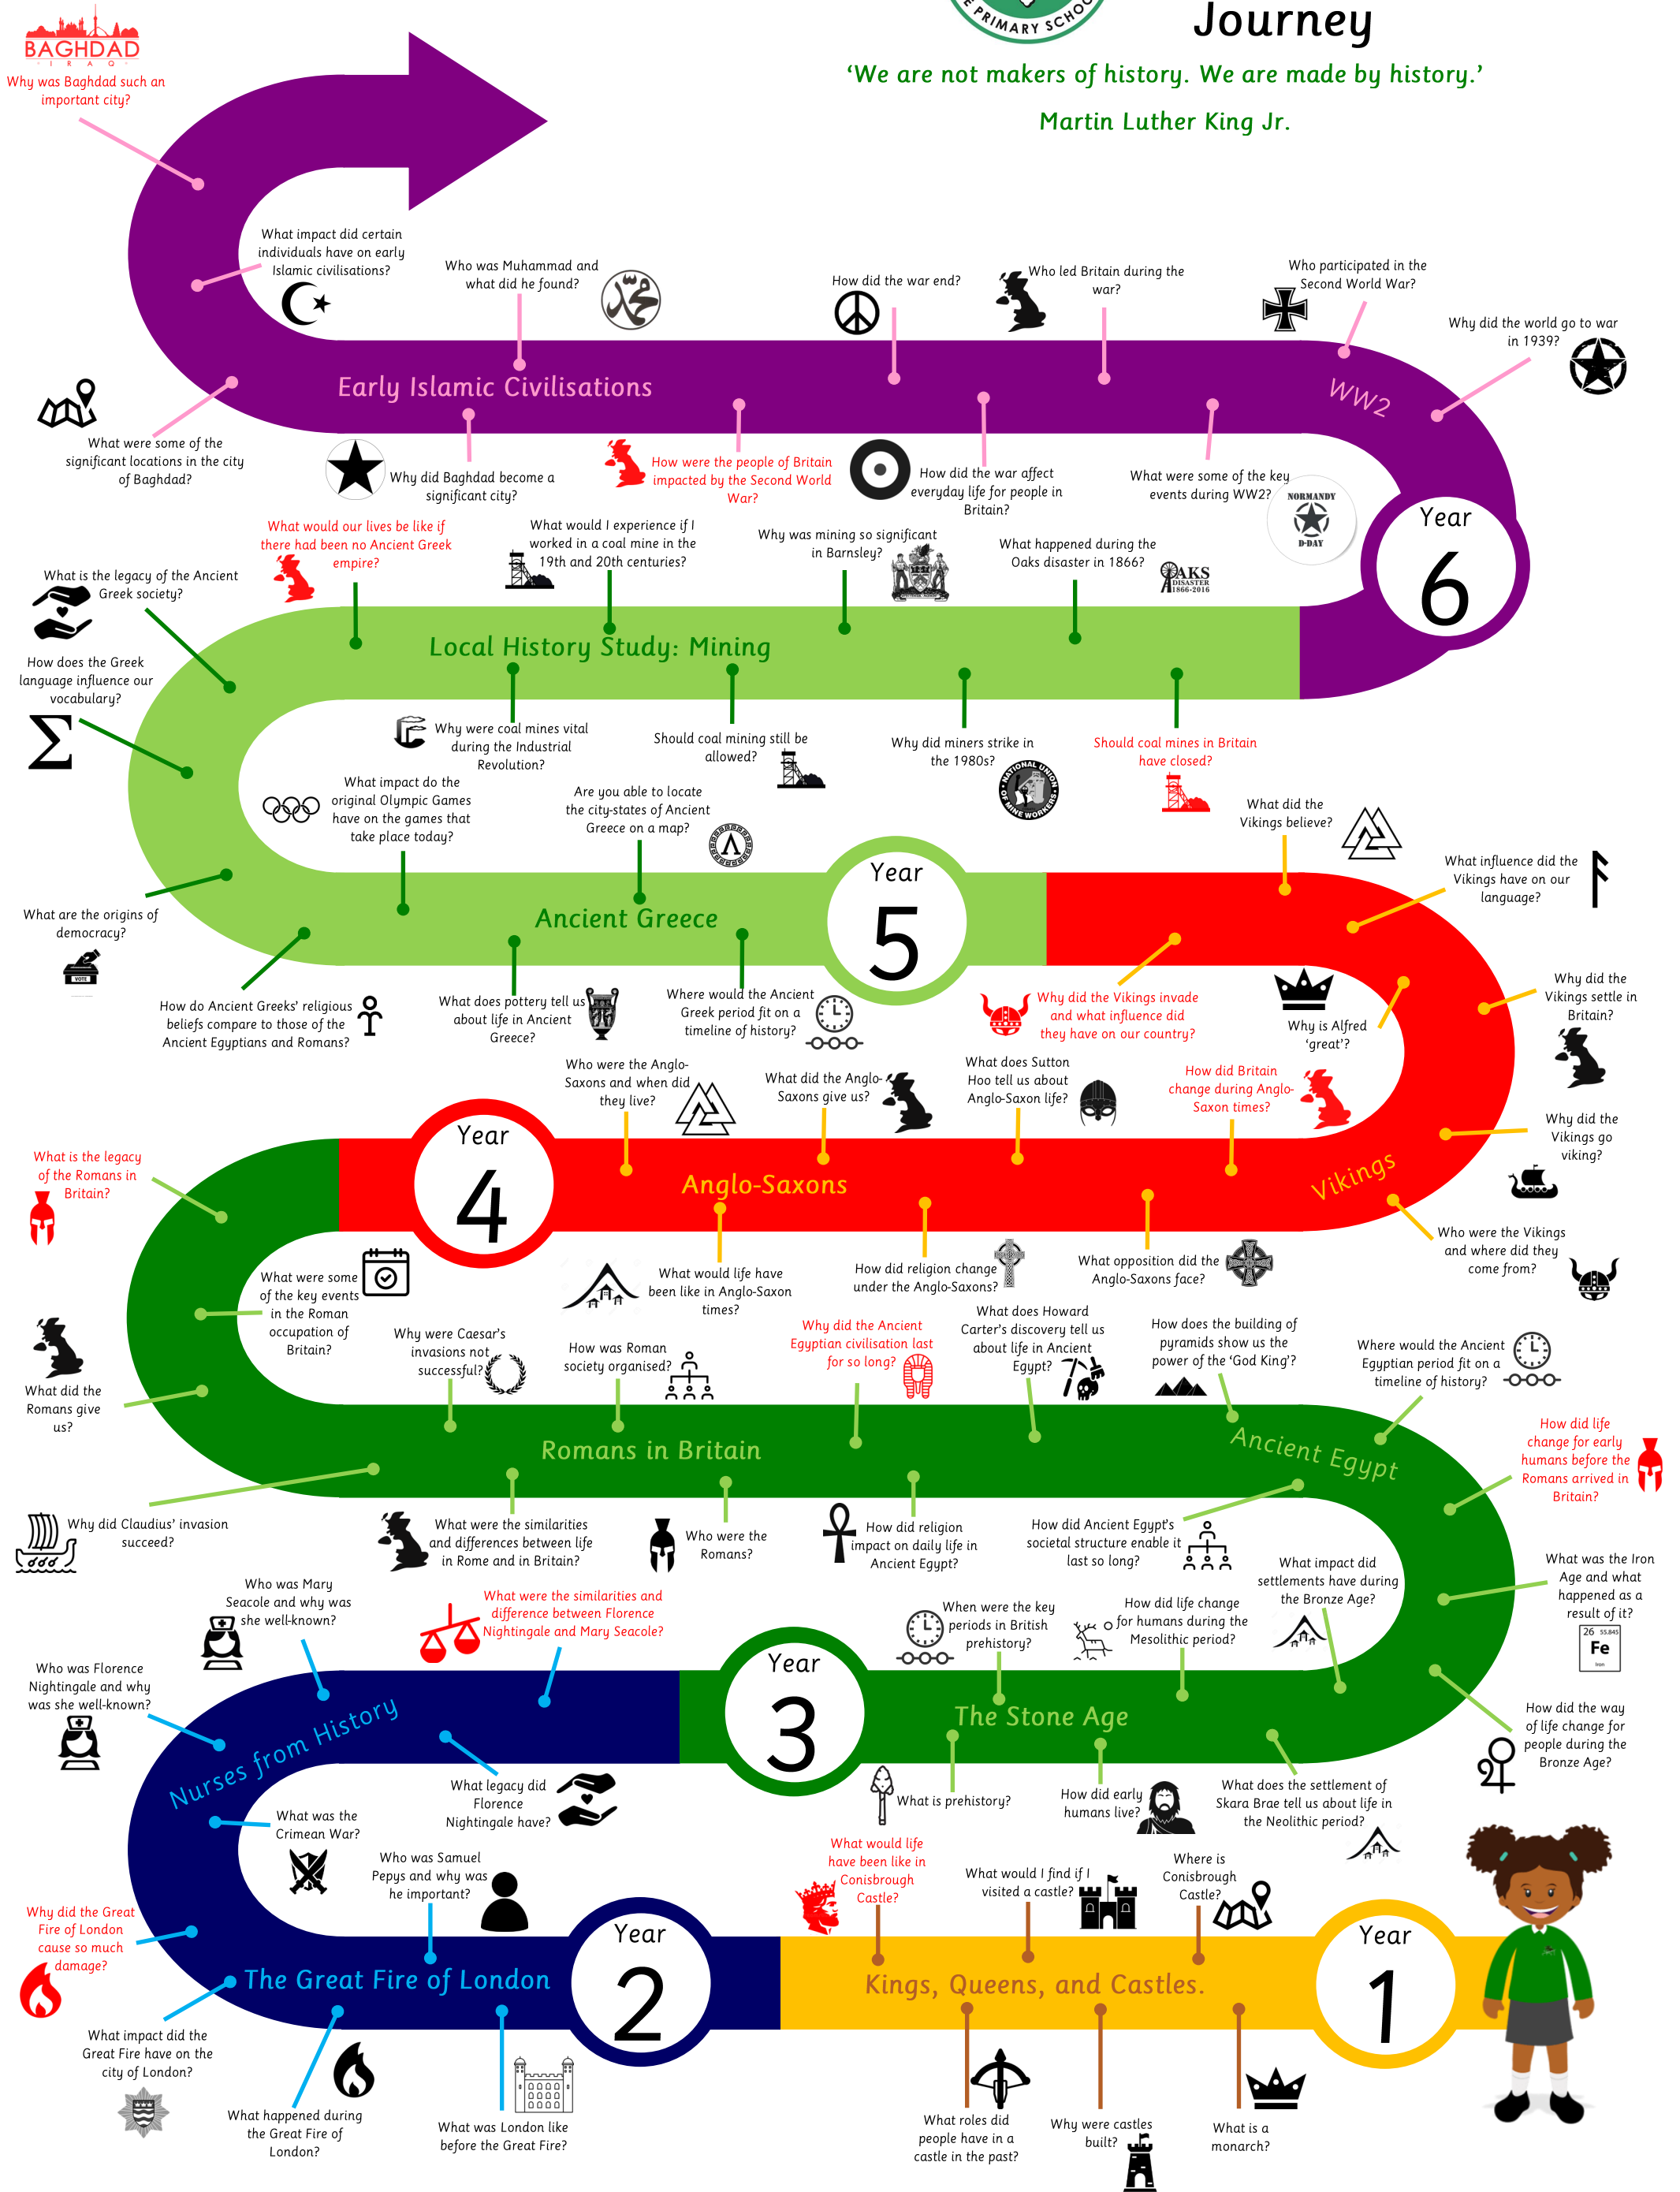 E PRIMARY SCHOO
Journey
‘We are not makers of history. We are made by history.’
Martin Luther King Jr.
BAGHDAD
IRAQ
Why was Baghdad such an
important city?
What impact did certain
individuals have on early
Islamic civilisations?
Who was Muhammad and
what did he found?
محمد
How did the war end?
Who led Britain during the
war?
Who participated in the
Second World War?
Why did the world go to war
in 1939?
Early Islamic Civilisations
WW2
What were some of the
significant locations in the city
of Baghdad?
Why did Baghdad become a
significant city?
How were the people of Britain
impacted by the Second World
War?
How did the war affect
everyday life for people in
Britain?
What were some of the key
events during WW2?
NORMANDY
D-DAY
Year
6
What would our lives be like if
there had been no Ancient Greek
empire?
What would I experience if I
worked in a coal mine in the
19th and 20th centuries?
Why was mining so significant
in Barnsley?
What happened during the
Oaks disaster in 1866?
OAKS
DISASTER
1866-2016
What is the legacy of the Ancient
Greek society?
How does the Greek
language influence our
vocabulary?
Σ
Local History Study: Mining
Why were coal mines vital
during the Industrial
Revolution?
Should coal mining still be
allowed?
Why did miners strike in
the 1980s?
NATIONAL UNION
OF MINE WORKERS
Should coal mines in Britain
have closed?
What impact do the
original Olympic Games
have on the games that
take place today?
Are you able to locate
the city-states of Ancient
Greece on a map?
Λ
What did the
Vikings believe?
What influence did the
Vikings have on our
language?
Year
5
Ancient Greece
What are the origins of
democracy?
VOTE
How do Ancient Greeks’ religious
beliefs compare to those of the
Ancient Egyptians and Romans?
What does pottery tell us
about life in Ancient
Greece?
Where would the Ancient
Greek period fit on a
timeline of history?
Why did the Vikings invade
and what influence did
they have on our country?
Why is Alfred
‘great’?
Why did the
Vikings settle in
Britain?
Who were the Anglo-
Saxons and when did
they live?
What did the Anglo-
Saxons give us?
What does Sutton
Hoo tell us about
Anglo-Saxon life?
How did Britain
change during Anglo-
Saxon times?
Why did the
Vikings go
viking?
What is the legacy
of the Romans in
Britain?
Year
4
Anglo-Saxons
Vikings
Who were the Vikings
and where did they
come from?
What were some
of the key events
in the Roman
occupation of
Britain?
What would life have
been like in Anglo-Saxon
times?
How did religion change
under the Anglo-Saxons?
What opposition did the
Anglo-Saxons face?
What did the
Romans give
us?
Why were Caesar’s
invasions not
successful?
How was Roman
society organised?
Why did the Ancient
Egyptian civilisation last
for so long?
What does Howard
Carter’s discovery tell us
about life in Ancient
Egypt?
How does the building of
pyramids show us the
power of the ‘God King’?
Where would the Ancient
Egyptian period fit on a
timeline of history?
How did life
change for early
humans before the
Romans arrived in
Britain?
Romans in Britain
Ancient Egypt
Why did Claudius’ invasion
succeed?
What were the similarities
and differences between life
in Rome and in Britain?
Who were the
Romans?
How did religion
impact on daily life in
Ancient Egypt?
How did Ancient Egypt’s
societal structure enable it
last so long?
What impact did
settlements have during
the Bronze Age?
What was the Iron
Age and what
happened as a
result of it?
26 55.845
Fe
Iron
Who was Mary
Seacole and why was
she well-known?
What were the similarities and
difference between Florence
Nightingale and Mary Seacole?
When were the key
periods in British
prehistory?
How did life change
for humans during the
Mesolithic period?
Who was Florence
Nightingale and why
was she well-known?
Nurses from History
Year
3
The Stone Age
How did the way
of life change for
people during the
Bronze Age?
What legacy did
Florence
Nightingale have?
What is prehistory?
How did early
humans live?
What does the settlement of
Skara Brae tell us about life in
the Neolithic period?
What was the
Crimean War?
Who was Samuel
Pepys and why was
he important?
What would life
have been like in
Conisbrough
Castle?
What would I find if I
visited a castle?
Where is
Conisbrough
Castle?
Why did the Great
Fire of London
cause so much
damage?
The Great Fire of London
Year
2
Kings, Queens, and Castles.
Year
1
What impact did the
Great Fire have on the
city of London?
What happened during
the Great Fire of
London?
What was London like
before the Great Fire?
What roles did
people have in a
castle in the past?
Why were castles
built?
What is a
monarch?